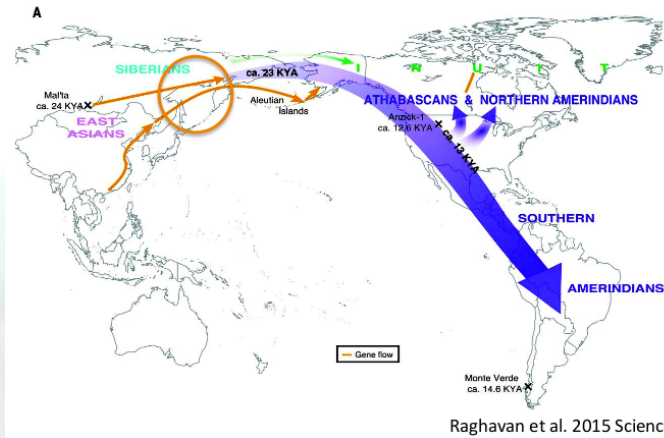 A
SIBERIANS
ca. 23 KYA
I N U I T
Mal'ta
ca. 24 KYA
EAST
ASIANS
Aleutian
Islands
ATHABASCANS & NORTHERN AMERINDIANS
Anzick-1
ca. 12.6 KYA
ca. 13 KYA
SOUTHERN
AMERINDIANS
Gene flow
Monte Verde
ca. 14.6 KYA
Raghavan et al. 2015 Scienc